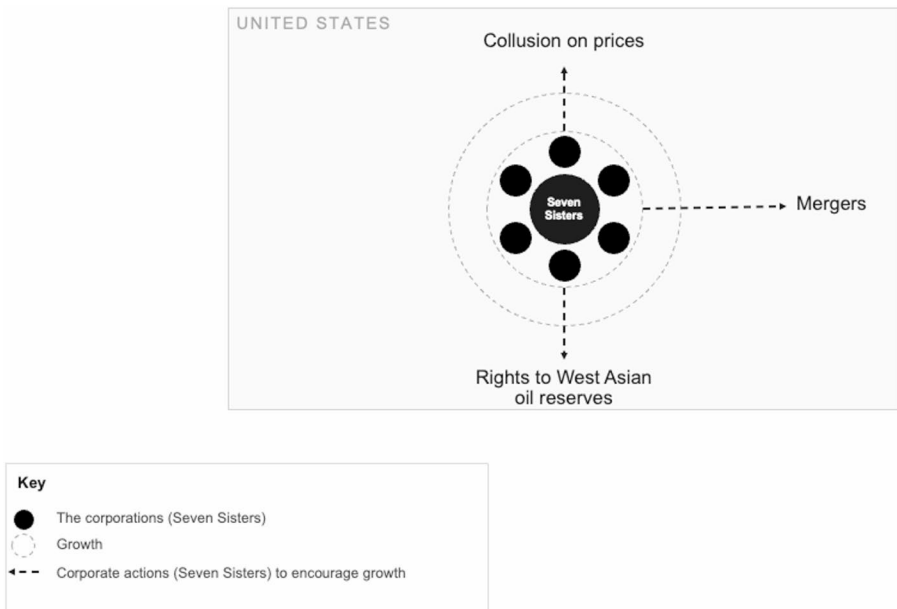 UNITED STATES
Collusion on prices
Seven
Sisters
Mergers
Rights to West Asian
oil reserves
Key
The corporations (Seven Sisters)
Growth
Corporate actions (Seven Sisters) to encourage growth